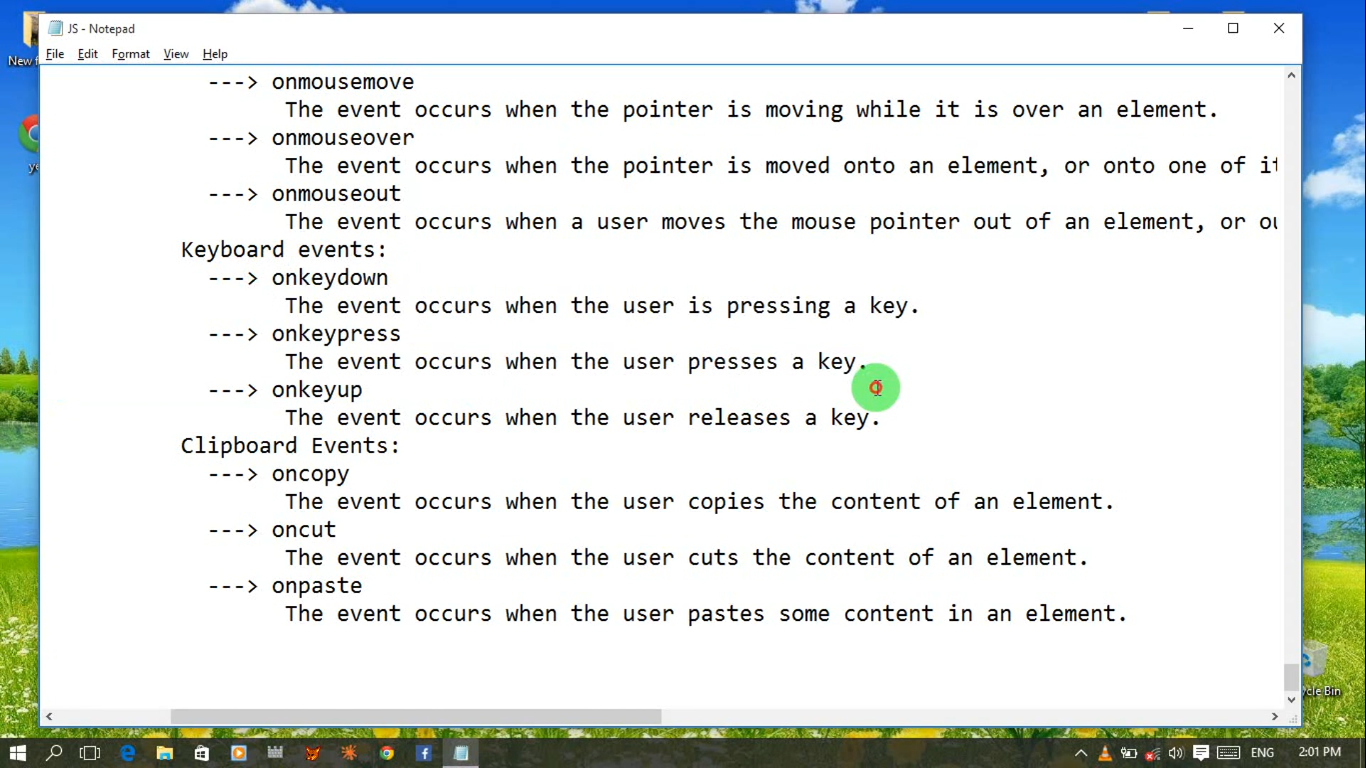 New f
JS - Notepad
File Edit Format View Help
---> onmousemove
The event occurs when the pointer is moving while it is over an element.
---> onmouseover
The event occurs when the pointer is moved onto an element, or onto one of it
---> onmouseout
The event occurs when a user moves the mouse pointer out of an element, or ou
Keyboard events:
---> onkeydown
The event occurs when the user is pressing a key.
---> onkeypress
The event occurs when the user presses a key.
---> onkeyup
The event occurs when the user releases a key.
Clipboard Events:
---> oncopy
The event occurs when the user copies the content of an element.
---> oncut
The event occurs when the user cuts the content of an element.
---> onpaste
The event occurs when the user pastes some content in an element.
ycle Bin
ENG 2:01 PM